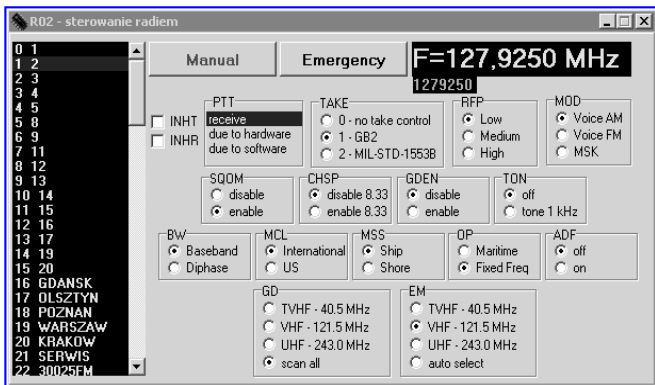 R02 - sterowanie radiem
0 1
1 2
2 3
3 4
4 5
5 8
6 9
7 11
8 12
9 13
10 14
11 15
12 16
13 17
14 19
15 20
16 GDANSK
17 OLSZTYN
18 POZNAN
19 WARSZAW
20 KRAKOW
21 SERWIS
22 30025FM
Manual
Emergency
F=127,9250 MHz
1279250
INHT
INHR
PTT
receive
due to hardware
due to software
TAKE
0 - no take control
1 - GB2
2 - MIL-STD-1553B
RFP
Low
Medium
High
MOD
Voice AM
Voice FM
MSK
SQOM
disable
enable
CHSP
disable 8.33
enable 8.33
GDEN
disable
enable
TON
off
tone 1 kHz
BW
Baseband
Diphase
MCL
International
US
MSS
Ship
Shore
OP
Maritime
Fixed Freq
ADF
off
on
GD
TVHF - 40.5 MHz
VHF - 121.5 MHz
UHF - 243.0 MHz
scan all
EM
TVHF - 40.5 MHz
VHF - 121.5 MHz
UHF - 243.0 MHz
auto select